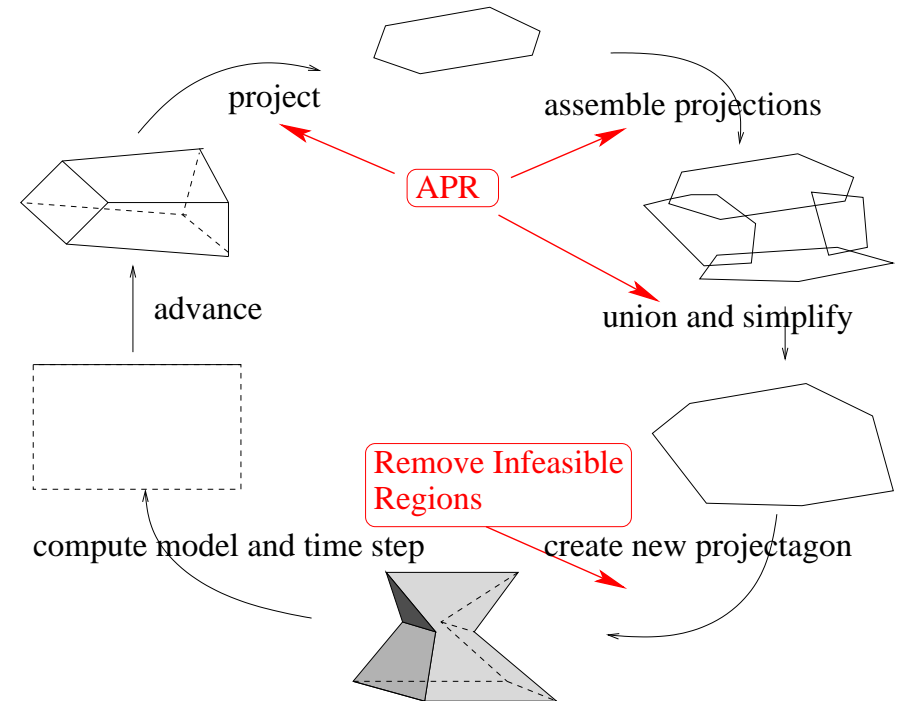 project
assemble projections
APR
advance
union and simplify
Remove Infeasible
Regions
compute model and time step
create new projectagon